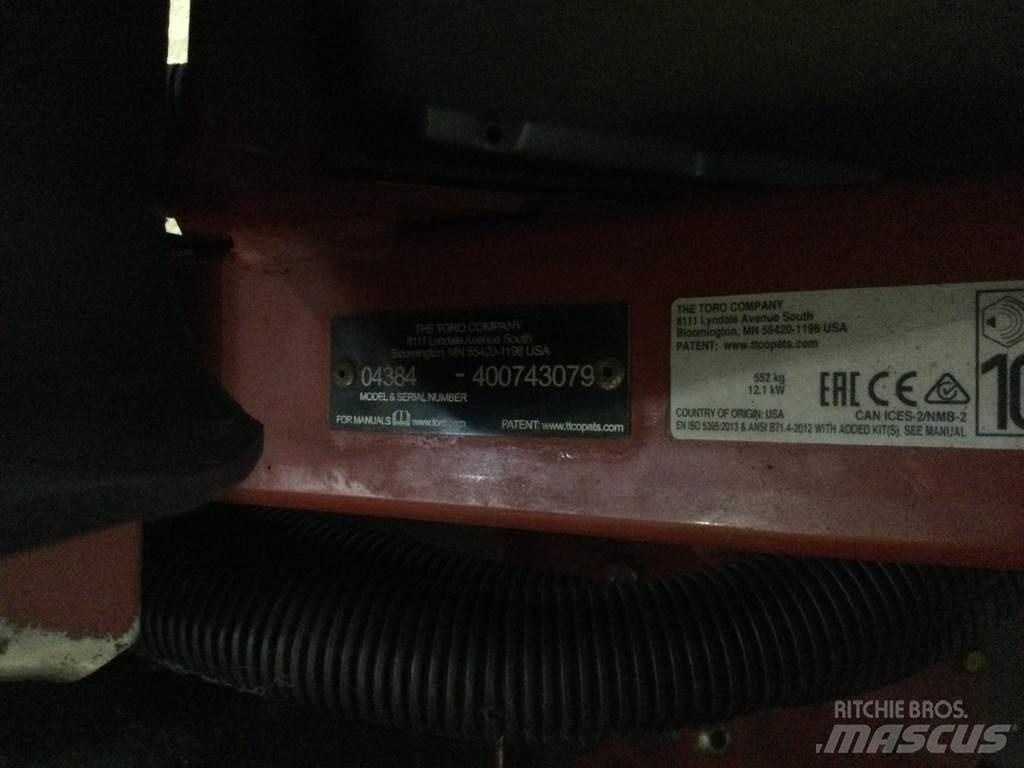 THE TORO COMPANY
8111 Lyndale Avenue South
Bloomington, MN 55420-1196 USA
04384 - 400743079
MODEL & SERIAL NUMBER
FOR MANUALS www.toro.com
PATENT: www.ttcopats.com
THE TORO COMPANY
8111 Lyndale Avenue South
Bloomington, MN 55420-1196 USA
PATENT: www.ttcopats.com
552 kg
12.1 kW
EAC CE
CAN ICES-2/NMB-2
COUNTRY OF ORIGIN: USA
EN ISO 5395:2013 & ANSI B71.4-2012 WITH ADDED KIT(S), SEE MANUAL
RITCHIE BROS.
MASCUS